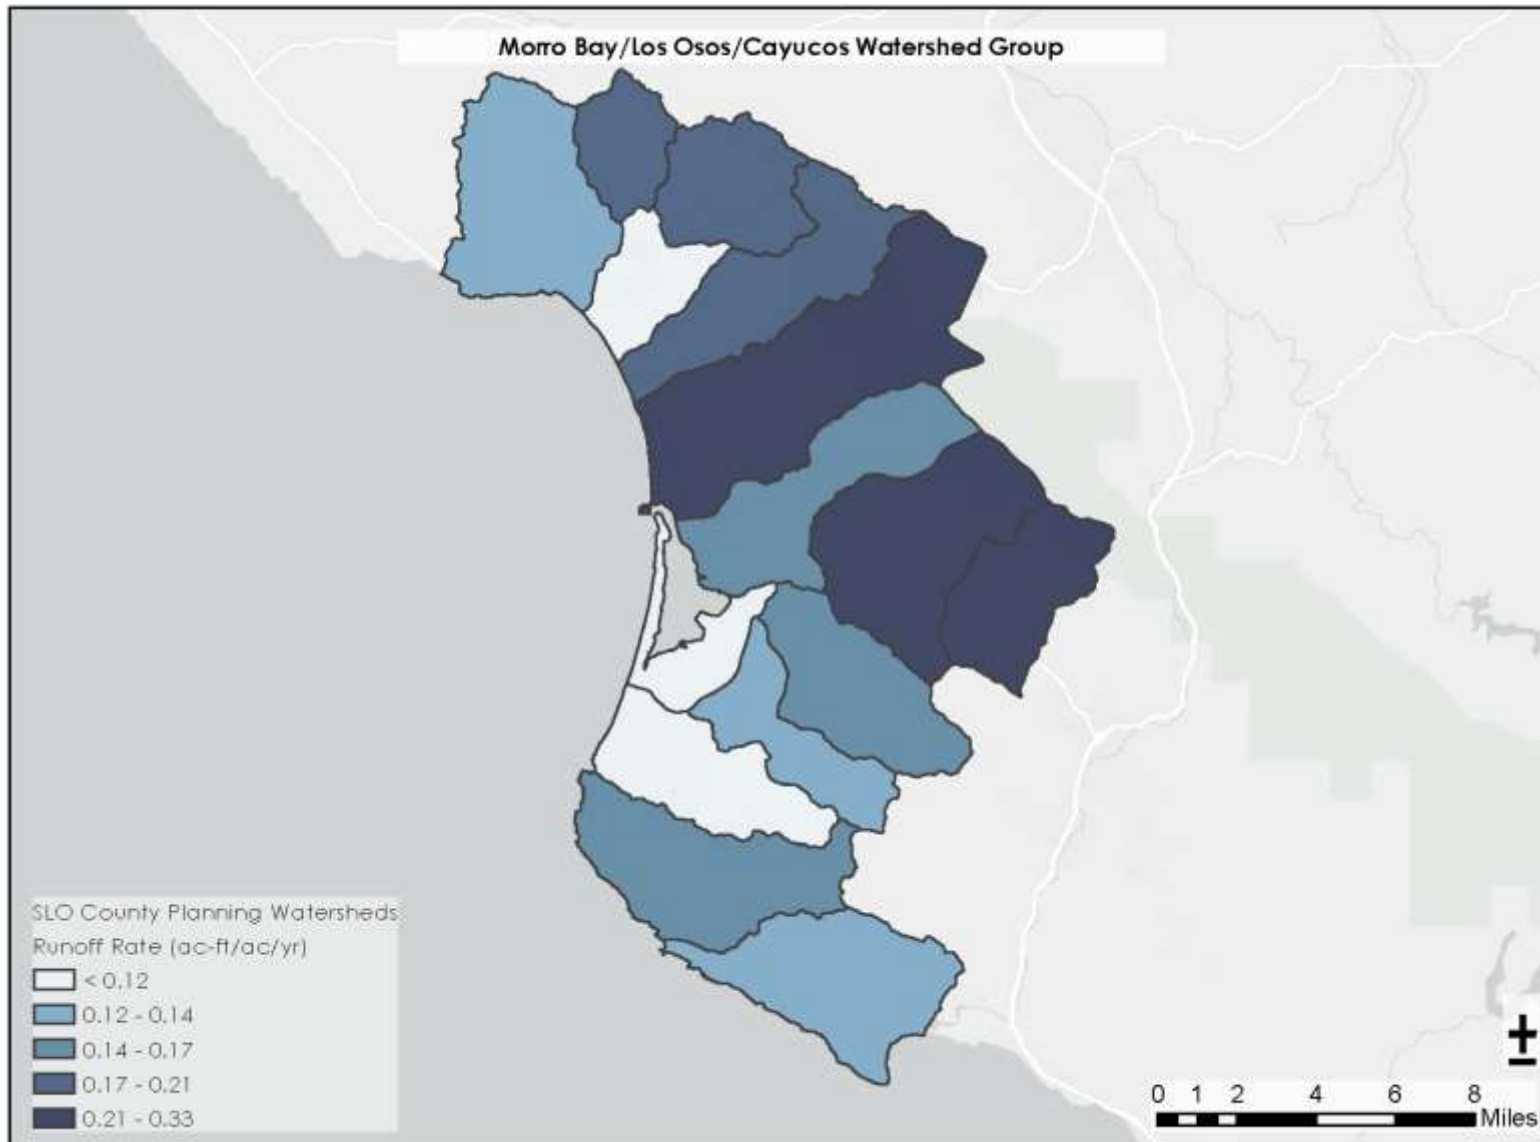 Morro Bay/Los Osos/Cayucos Watershed Group
SLO County Planning Watersheds
Runoff Rate (ac-ft/ac/yr)
< 0.12
0.12 - 0.14
0.14 - 0.17
0.17 - 0.21
0.21 - 0.33
0 1 2 4 6 8
Miles